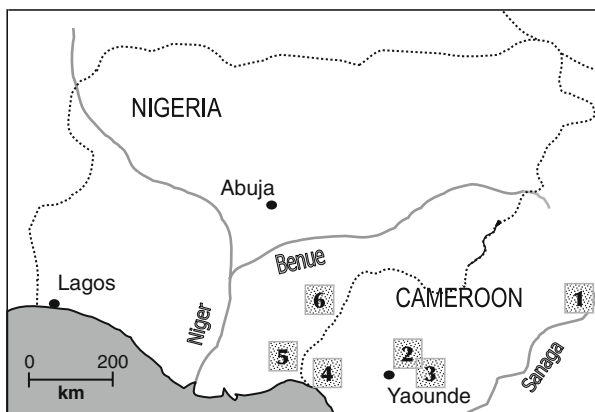 NIGERIA
Abuja
Benue
Lagos
6
CAMEROON
1
Niger
0 200
km
5
4
2
3
Yaounde
Sanaga